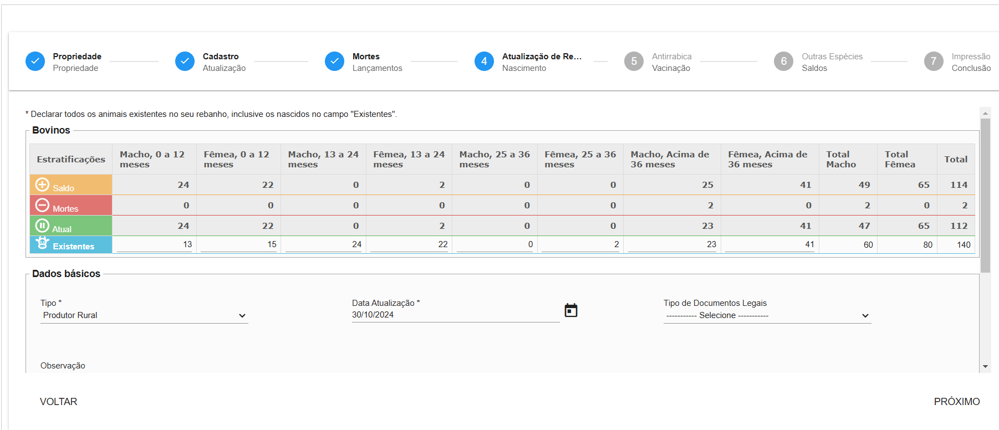 Propriedade
Propriedade
Cadastro
Atualização
Mortes
Lançamentos
4
Atualização de Re...
Nascimento
5
Antirrabica
Vacinação
6
Outras Espécies
Saldos
7
Impressão
Conclusão
* Declarar todos os animais existentes no seu rebanho, inclusive os nascidos no campo "Existentes".
Bovinos
Estratificações Macho, 0 a 12 meses Fêmea, 0 a 12 meses Macho, 13 a 24 meses Fêmea, 13 a 24 meses Macho, 25 a 36 meses Fêmea, 25 a 36 meses Macho, Acima de 36 meses Fêmea, Acima de 36 meses Total Macho Total Fêmea Total
Saldo 24 22 0 2 0 0 25 41 49 65 114
Mortes 0 0 0 0 0 0 2 0 2 0 2
Atual 24 22 0 2 0 0 23 41 47 65 112
Existentes 13 15 24 22 0 2 23 41 60 80 140
Dados básicos
Tipo *
Produtor Rural
Data Atualização *
30/10/2024
Tipo de Documentos Legais
----------- Selecione -----------
Observação
VOLTAR
PRÓXIMO